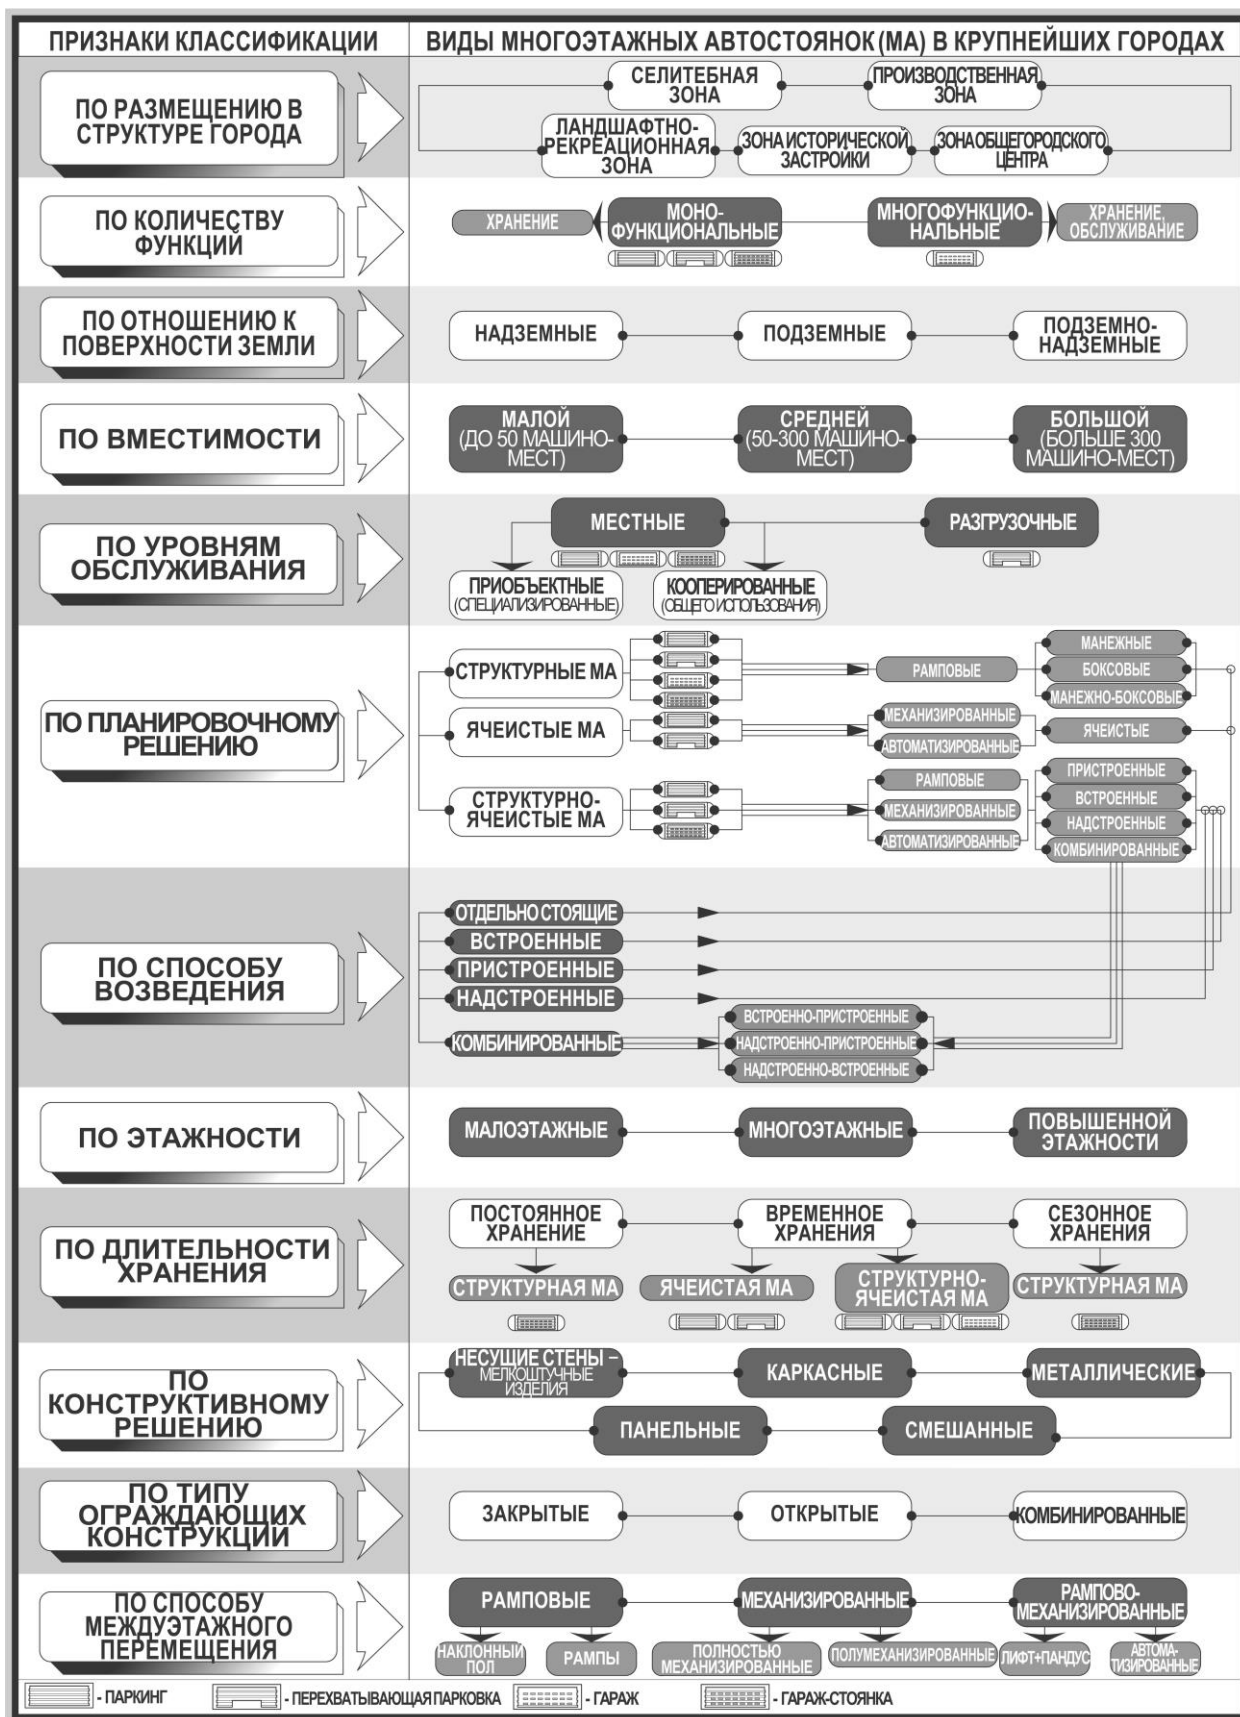 ПРИЗНАКИ КЛАССИФИКАЦИИ
ВИДЫ МНОГОЭТАЖНЫХ АВТОСТОЯНОК (МА) В КРУПНЕЙШИХ ГОРОДАХ
ПО РАЗМЕЩЕНИЮ В
СТРУКТУРЕ ГОРОДА
СЕЛИТЕБНАЯ
ЗОНА
ПРОИЗВОДСТВЕННАЯ
ЗОНА
ЛАНДШАФТНО-
РЕКРЕАЦИОННАЯ
ЗОНА
ЗОНА ИСТОРИЧЕСКОЙ
ЗАСТРОЙКИ
ЗОНА ОБЩЕГОРОДСКОГО
ЦЕНТРА
ПО КОЛИЧЕСТВУ
ФУНКЦИЙ
ХРАНЕНИЕ
МОНО-
ФУНКЦИОНАЛЬНЫЕ
МНОГОФУНКЦИО-
НАЛЬНЫЕ
ХРАНЕНИЕ,
ОБСЛУЖИВАНИЕ
ПО ОТНОШЕНИЮ К
ПОВЕРХНОСТИ ЗЕМЛИ
НАДЗЕМНЫЕ
ПОДЗЕМНЫЕ
ПОДЗЕМНО-
НАДЗЕМНЫЕ
ПО ВМЕСТИМОСТИ
МАЛОЙ
(ДО 50 МАШИНО-
МЕСТ)
СРЕДНЕЙ
(50-300 МАШИНО-
МЕСТ)
БОЛЬШОЙ
(БОЛЬШЕ 300
МАШИНО-МЕСТ)
ПО УРОВНЯМ
ОБСЛУЖИВАНИЯ
МЕСТНЫЕ
РАЗГРУЗОЧНЫЕ
ПРИОБЪЕКТНЫЕ
(СПЕЦИАЛИЗИРОВАННЫЕ)
КООПЕРИРОВАННЫЕ
(ОБЩЕГО ИСПОЛЬЗОВАНИЯ)
ПО ПЛАНИРОВОЧНОМУ
РЕШЕНИЮ
СТРУКТУРНЫЕ МА
РАМПОВЫЕ
МАНЕЖНЫЕ
БОКСОВЫЕ
МАНЕЖНО-БОКСОВЫЕ
ЯЧЕИСТЫЕ МА
МЕХАНИЗИРОВАННЫЕ
АВТОМАТИЗИРОВАННЫЕ
ЯЧЕИСТЫЕ
СТРУКТУРНО-
ЯЧЕИСТЫЕ МА
РАМПОВЫЕ
МЕХАНИЗИРОВАННЫЕ
АВТОМАТИЗИРОВАННЫЕ
ПРИСТРОЕННЫЕ
ВСТРОЕННЫЕ
НАДСТРОЕННЫЕ
КОМБИНИРОВАННЫЕ
ПО СПОСОБУ
ВОЗВЕДЕНИЯ
ОТДЕЛЬНО СТОЯЩИЕ
ВСТРОЕННЫЕ
ПРИСТРОЕННЫЕ
НАДСТРОЕННЫЕ
КОМБИНИРОВАННЫЕ
ВСТРОЕННО-ПРИСТРОЕННЫЕ
НАДСТРОЕННО-ПРИСТРОЕННЫЕ
НАДСТРОЕННО-ВСТРОЕННЫЕ
ПО ЭТАЖНОСТИ
МАЛОЭТАЖНЫЕ
МНОГОЭТАЖНЫЕ
ПОВЫШЕННОЙ
ЭТАЖНОСТИ
ПО ДЛИТЕЛЬНОСТИ
ХРАНЕНИЯ
ПОСТОЯННОЕ
ХРАНЕНИЕ
ВРЕМЕННОЕ
ХРАНЕНИЯ
СЕЗОННОЕ
ХРАНЕНИЯ
СТРУКТУРНАЯ МА
ЯЧЕИСТАЯ МА
СТРУКТУРНО-
ЯЧЕИСТАЯ МА
СТРУКТУРНАЯ МА
ПО
КОНСТРУКТИВНОМУ
РЕШЕНИЮ
НЕСУЩИЕ СТЕНЫ –
МЕЛКОШТУЧНЫЕ
ИЗДЕЛИЯ
КАРКАСНЫЕ
МЕТАЛЛИЧЕСКИЕ
ПАНЕЛЬНЫЕ
СМЕШАННЫЕ
ПО ТИПУ
ОГРАЖДАЮЩИХ
КОНСТРУКЦИЙ
ЗАКРЫТЫЕ
ОТКРЫТЫЕ
КОМБИНИРОВАННЫЕ
ПО СПОСОБУ
МЕЖДУЭТАЖНОГО
ПЕРЕМЕЩЕНИЯ
РАМПОВЫЕ
МЕХАНИЗИРОВАННЫЕ
РАМПОВО-
МЕХАНИЗИРОВАННЫЕ
НАКЛОННЫЙ
ПОЛ
РАМПЫ
ПОЛНОСТЬЮ
МЕХАНИЗИРОВАННЫЕ
ПОЛУМЕХАНИЗИРОВАННЫЕ
ЛИФТ+ПАНДУС
АВТОМА-
ТИЗИРОВАННЫЕ
- ПАРКИНГ
- ПЕРЕХВАТЫВАЮЩАЯ ПАРКОВКА
- ГАРАЖ
- ГАРАЖ-СТОЯНКА